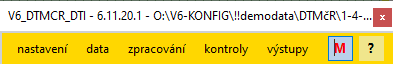 V6_DTMCR_DTI - 6.11.20.1 - O:\V6-KONFIG\!!demodata\DTMčR\1-4-... x
nastavení data zpracování kontroly výstupy M ?